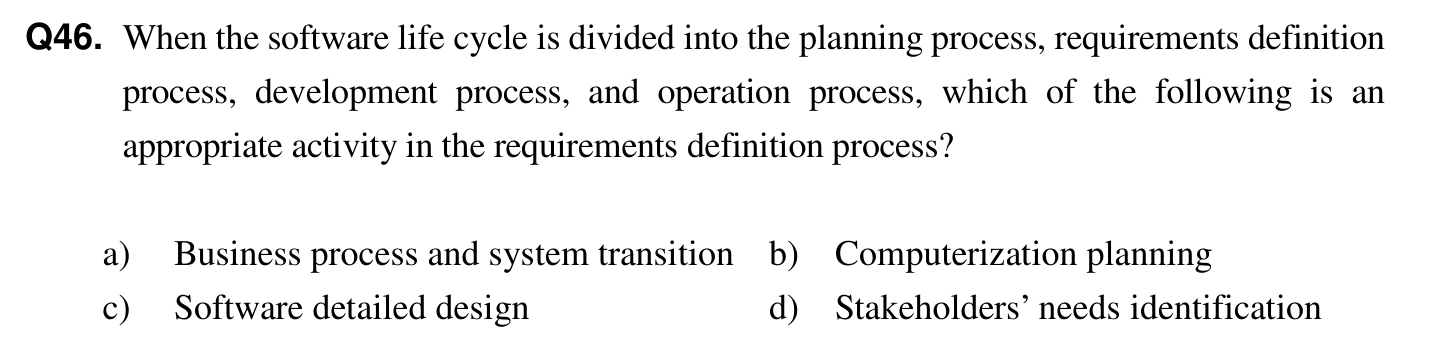 Q46. When the software life cycle is divided into the planning process, requirements definition
process, development process, and operation process, which of the following is an
appropriate activity in the requirements definition process?
a) Business process and system transition b) Computerization planning
c) Software detailed design d) Stakeholders’ needs identification